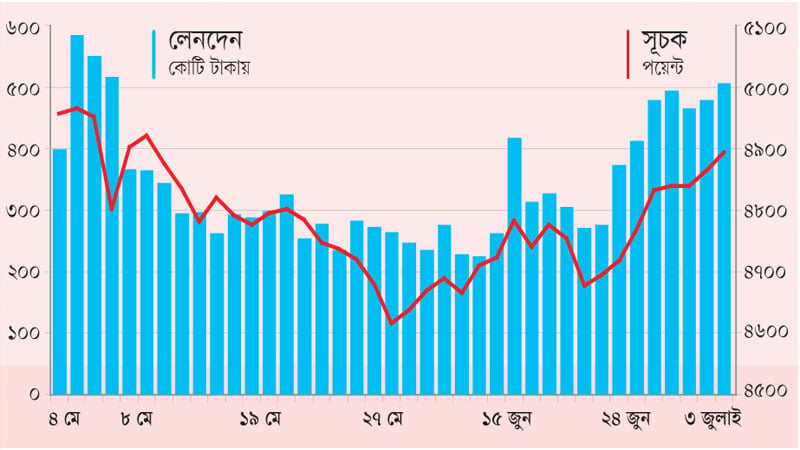 লেনদেন
কোটি টাকায়
সূচক
পয়েন্ট
৬০০
৫০০
৪০০
৩০০
২০০
১০০
০
৫১০০
৫০০০
৪৯০০
৪৮০০
৪৭০০
৪৬০০
৪৫০০
৪ মে ৮ মে ১৯ মে ২৭ মে ১৫ জুন ২৪ জুন ৩ জুলাই